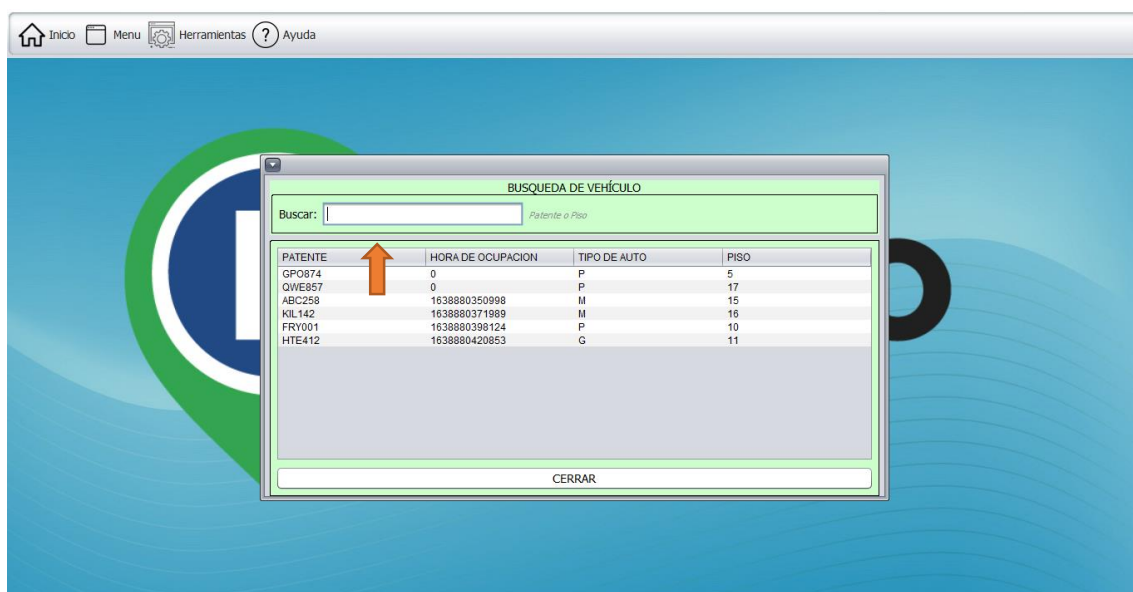 Inicio Menu Herramientas ? Ayuda
BUSQUEDA DE VEHÍCULO
Buscar: Patente o Piso
PATENTE HORA DE OCUPACION TIPO DE AUTO PISO
GPO874 0 P 5
QWE857 0 P 17
ABC258 1638880350998 M 15
KIL142 1638880371989 M 16
FRY001 1638880398124 P 10
HTE412 1638880420853 G 11
CERRAR